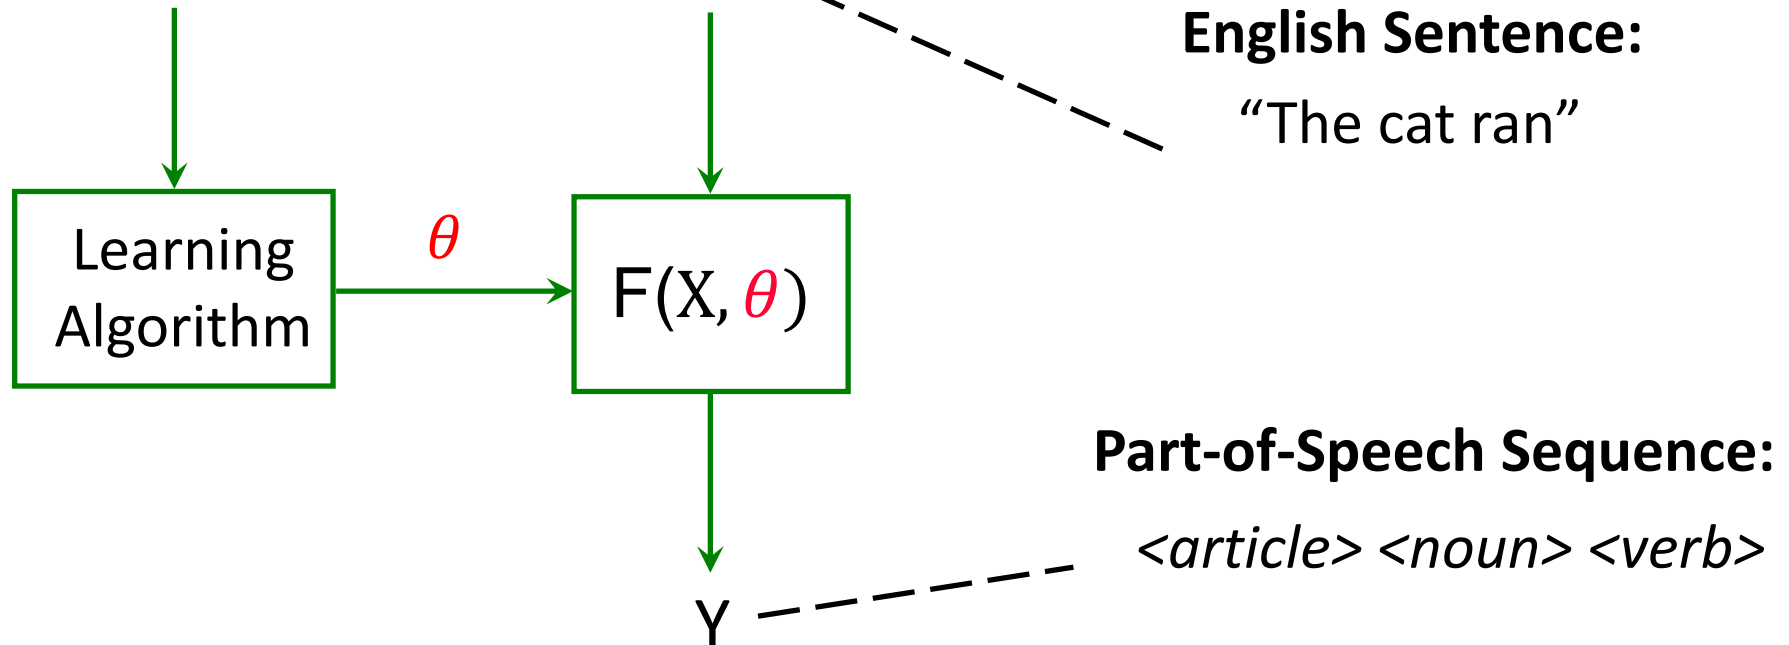 English Sentence:
“The cat ran”
Learning
Algorithm
θ
F(X, θ)
Part-of-Speech Sequence:
<article> <noun> <verb>
Y